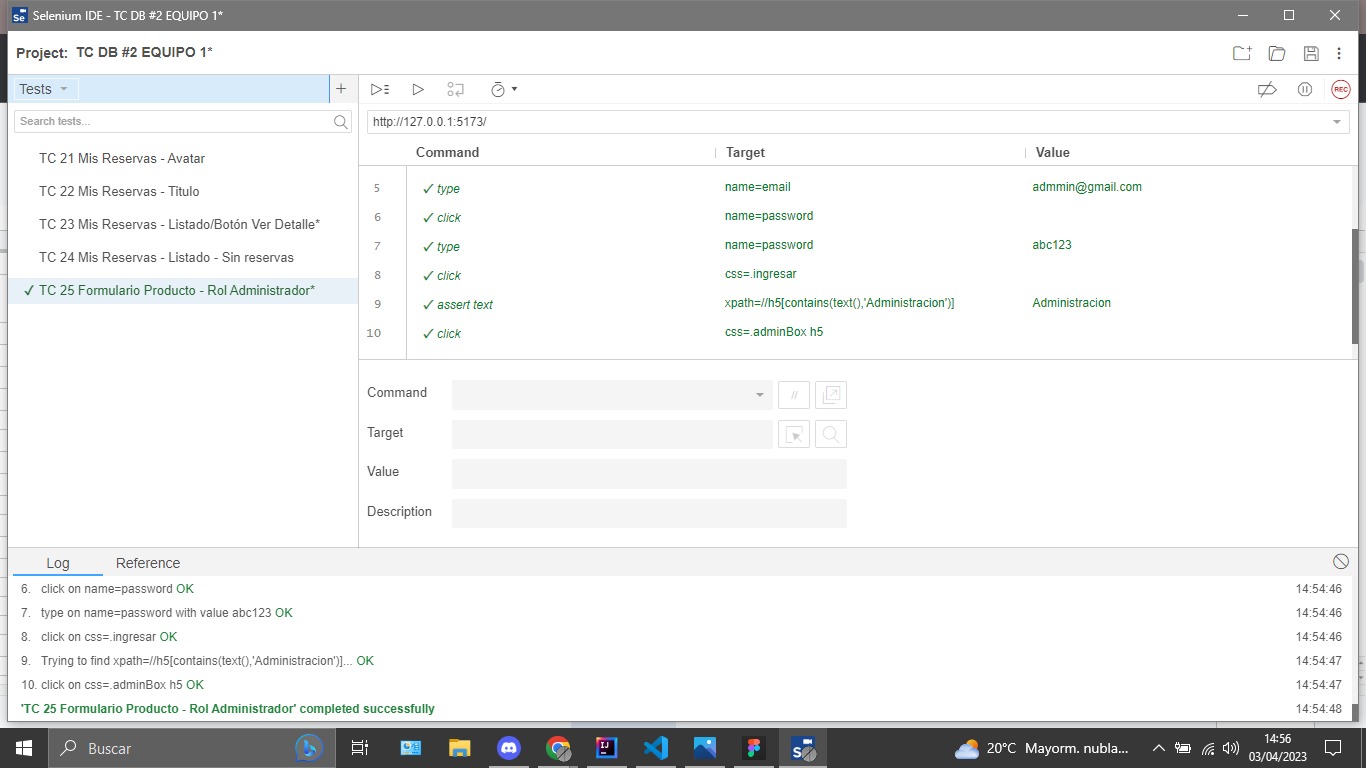 Selenium IDE - TC DB #2 EQUIPO 1*
Project: TC DB #2 EQUIPO 1*
Tests
Search tests...
TC 21 Mis Reservas - Avatar
TC 22 Mis Reservas - Titulo
TC 23 Mis Reservas - Listado/Botón Ver Detalle*
TC 24 Mis Reservas - Listado - Sin reservas
✓ TC 25 Formulario Producto - Rol Administrador*
REC
http://127.0.0.1:5173/
Command Target Value
5 ✓ type name=email admmin@gmail.com
6 ✓ click name=password
7 ✓ type name=password abc123
8 ✓ click css=.ingresar
9 ✓ assert text xpath=//h5[contains(text(),'Administracion')] Administracion
10 ✓ click css=.adminBox h5
Command //
Target
Value
Description
Log Reference
6. click on name=password OK 14:54:46
7. type on name=password with value abc123 OK 14:54:46
8. click on css=.ingresar OK 14:54:46
9. Trying to find xpath=//h5[contains(text(),'Administracion')]... OK 14:54:47
10. click on css=.adminBox h5 OK 14:54:47
'TC 25 Formulario Producto - Rol Administrador' completed successfully 14:54:48
Buscar
20°C Mayorm. nubla...
14:56
03/04/2023